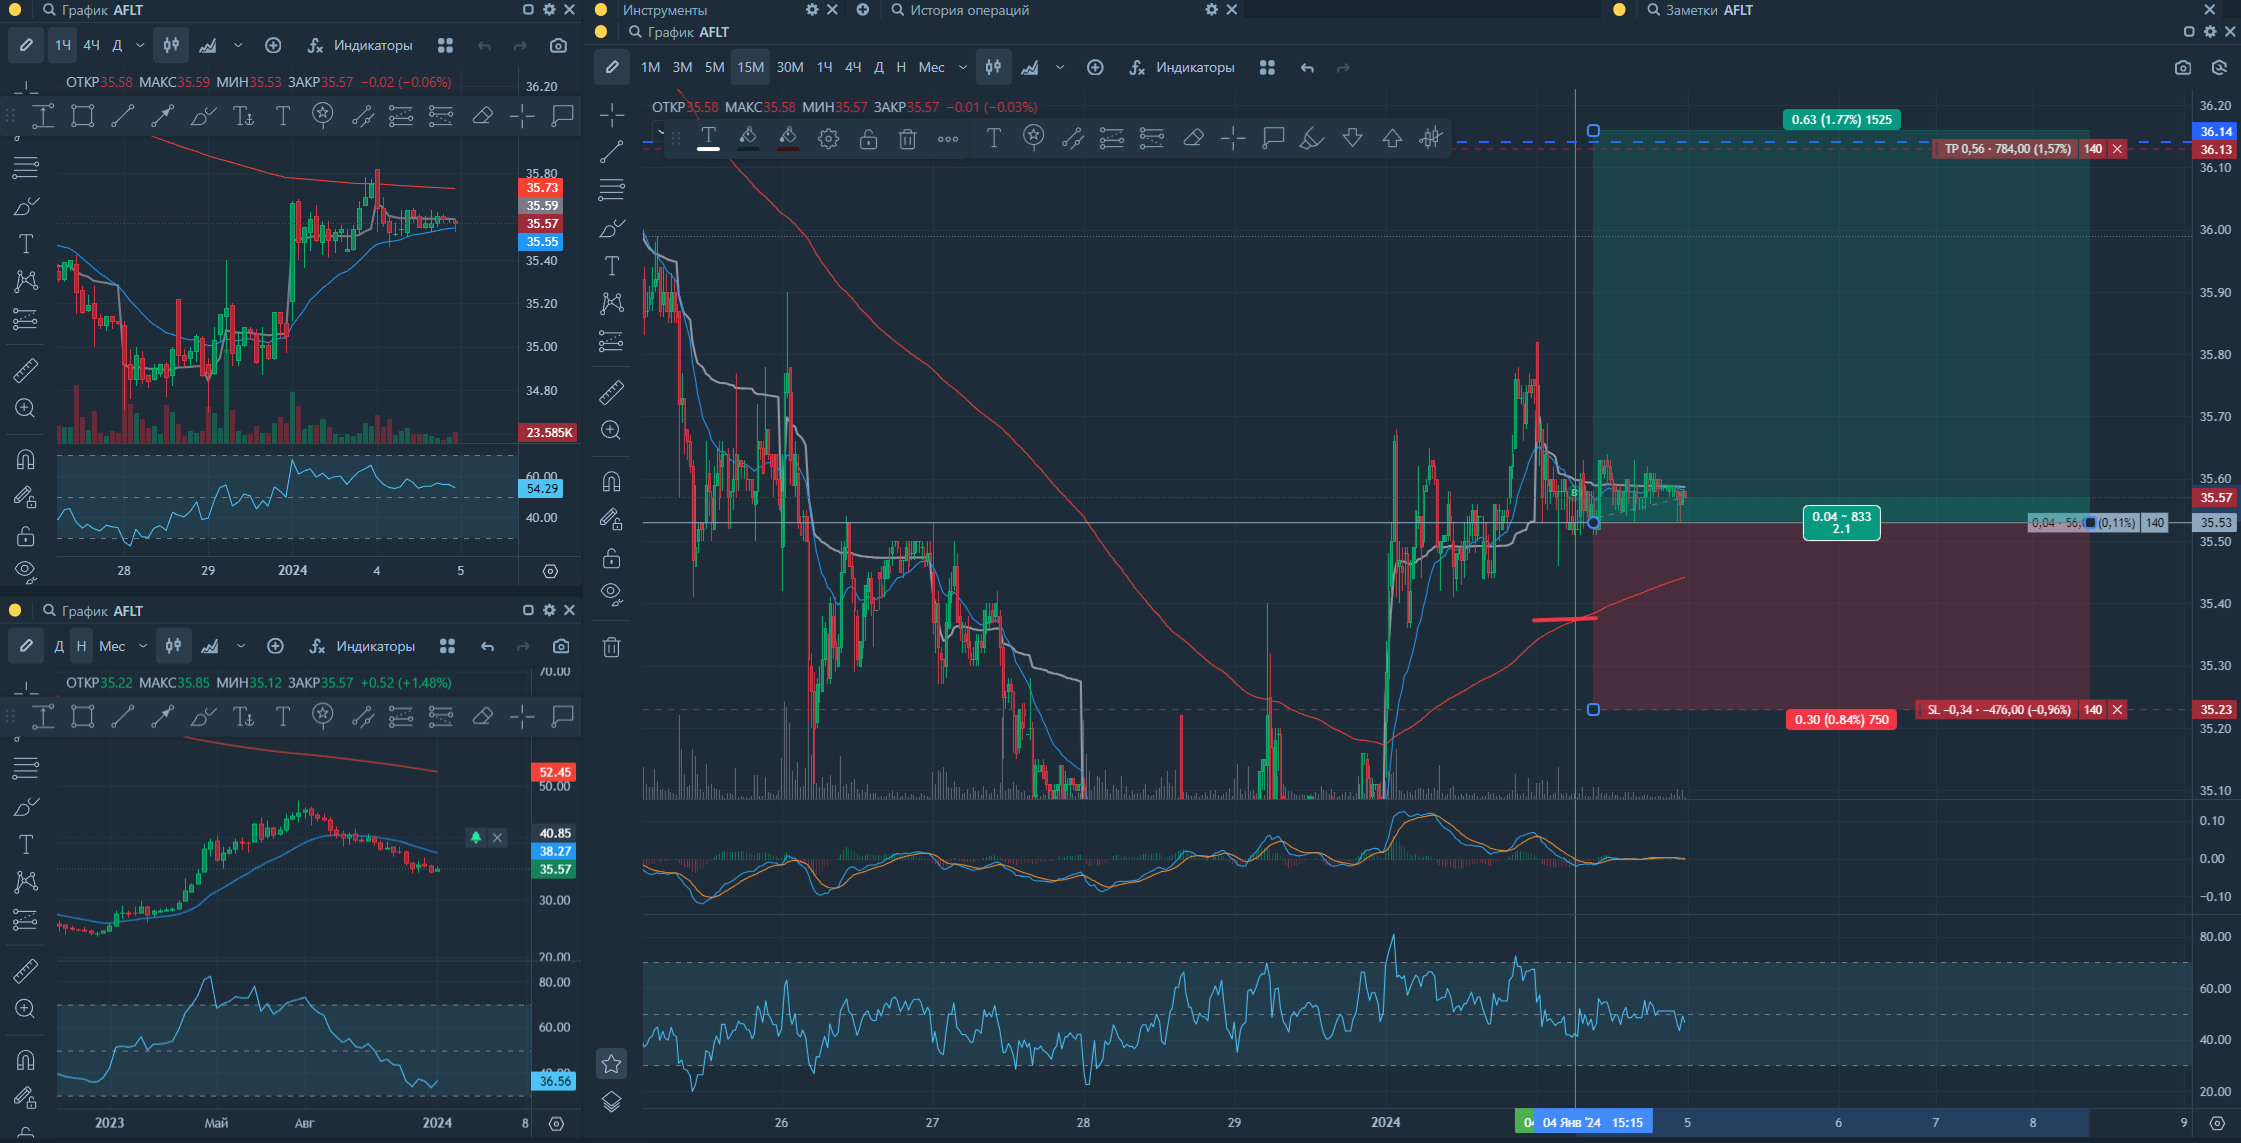 График AFLT
1Ч 4Ч Д Индикаторы
ОТКР35.58 МАКС35.59 МИН35.53 ЗАКР35.57 −0.02 (−0.06%)
36.20
35.80
35.73
35.59
35.57
35.55
35.40
35.20
35.00
34.80
23.585K
60.00
54.29
40.00
28 29 2024 4 5
График AFLT
Д Н Мес Индикаторы
70.00
ОТКР35.22 МАКС35.85 МИН35.12 ЗАКР35.57 +0.52 (+1.48%)
52.45
50.00
40.85
38.27
35.57
30.00
20.00
80.00
60.00
40.00
36.56
2023 Май Авг 2024 8
Инструменты
История операций
Заметки AFLT
График AFLT
1М 3М 5М 15М 30М 1Ч 4Ч Д Н Мес Индикаторы
ОТКР35.58 МАКС35.58 МИН35.57 ЗАКР35.57 −0.01 (−0.03%)
36.20
0.63 (1.77%) 1525
36.14
TP 0,56 · 784,00 (1,57%) 140
36.13
36.10
36.00
35.90
35.80
35.70
35.60
B
35.57
0.04 ~ 833
2.1
(0,11%) 140
35.53
35.50
35.40
35.30
SL −0,34 · −476,00 (−0,96%) 140
35.23
0.30 (0.84%) 750
35.20
35.10
0.10
0.00
−0.10
80.00
60.00
40.00
20.00
26 27 28 29 2024 04 04 Янв '24 15:15 5 6 7 8 9